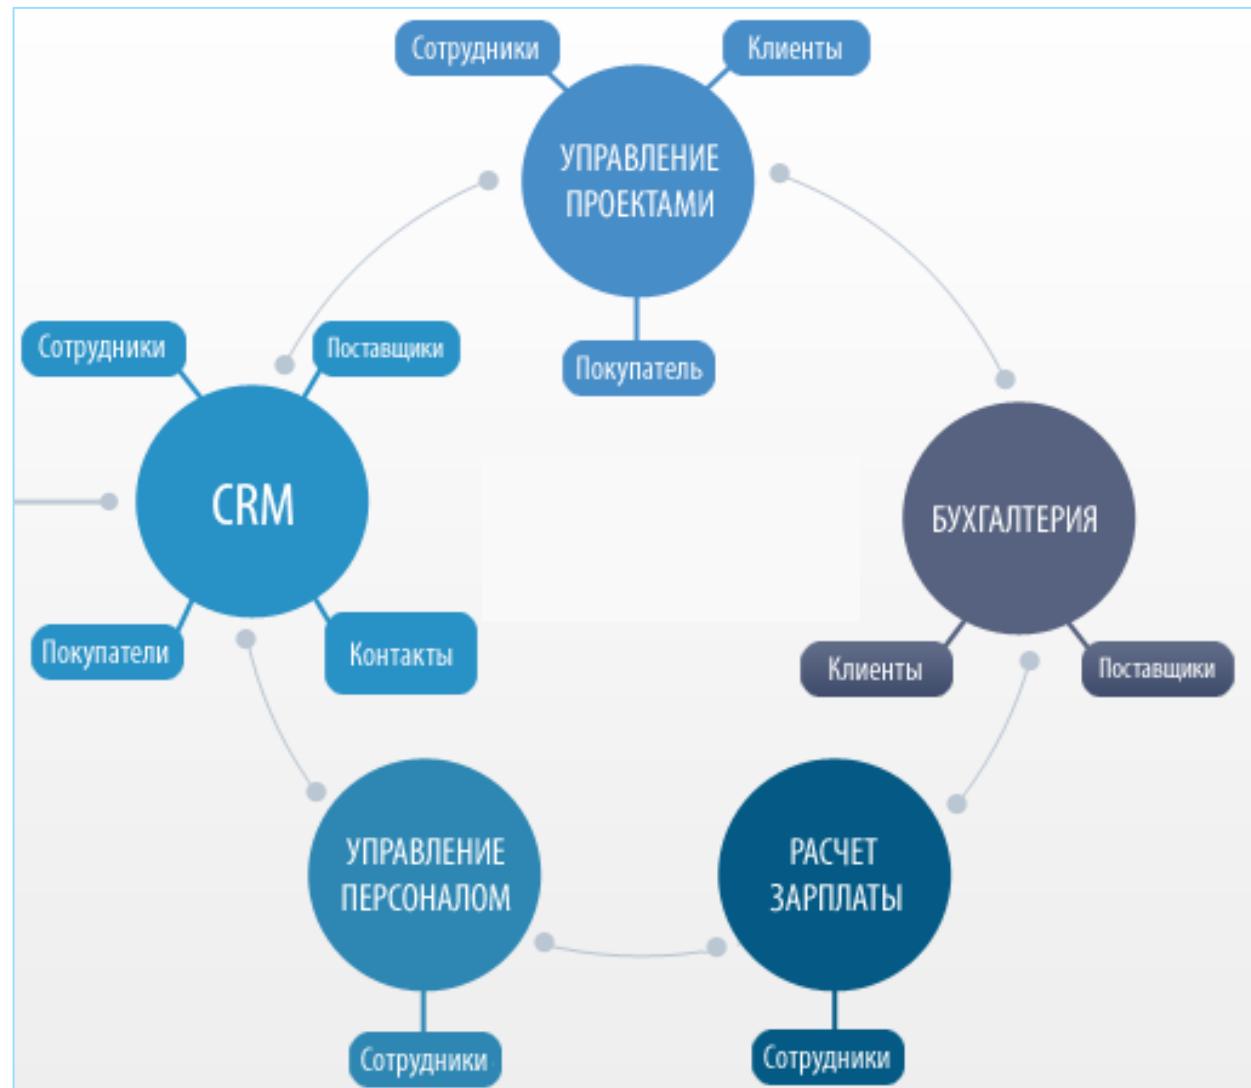 Сотрудники
Клиенты
УПРАВЛЕНИЕ
ПРОЕКТАМИ
Покупатель
Сотрудники
Поставщики
CRM
Покупатели
Контакты
БУХГАЛТЕРИЯ
Клиенты
Поставщики
УПРАВЛЕНИЕ
ПЕРСОНАЛОМ
Сотрудники
РАСЧЕТ
ЗАРПЛАТЫ
Сотрудники